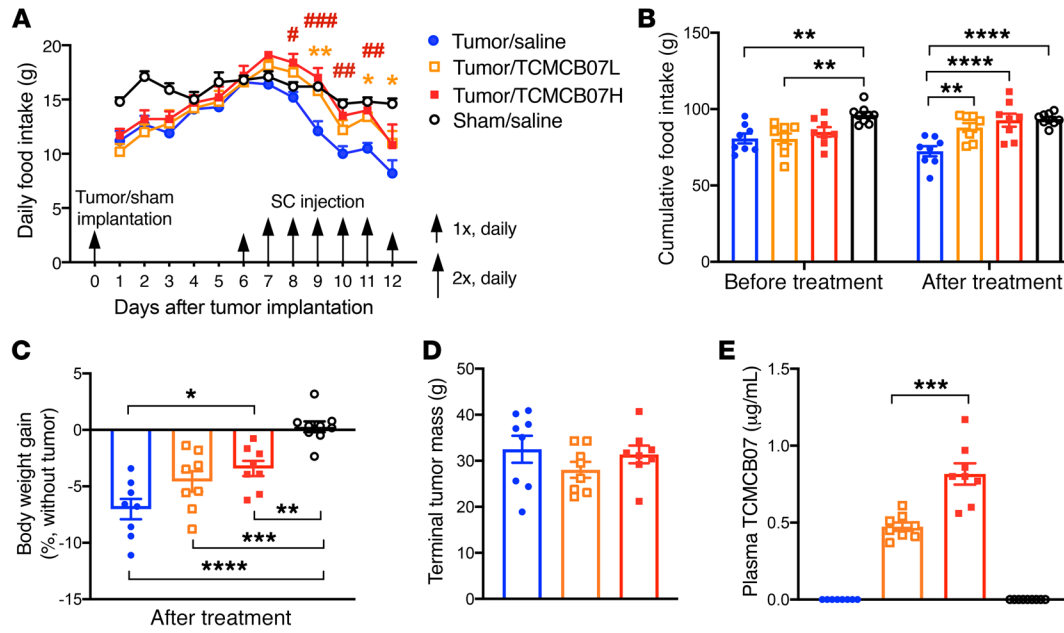 A
Daily food intake (g)
20
15
10
5
0
#
###
**
##
*
##
*
Tumor/saline
Tumor/TCMCB07L
Tumor/TCMCB07H
Sham/saline
Tumor/sham
implantation
SC injection
1x, daily
2x, daily
0 1 2 3 4 5 6 7 8 9 10 11 12
Days after tumor implantation
B
Cumulative food intake (g)
150
100
50
0
**
**
****
****
**
Before treatment
After treatment
C
Body weight gain
(%, without tumor)
5
0
-5
-10
-15
*
**
***
****
After treatment
D
Terminal tumor mass (g)
50
40
30
20
10
0
E
Plasma TCMCB07 (µg/mL)
1.5
1.0
0.5
0.0
***